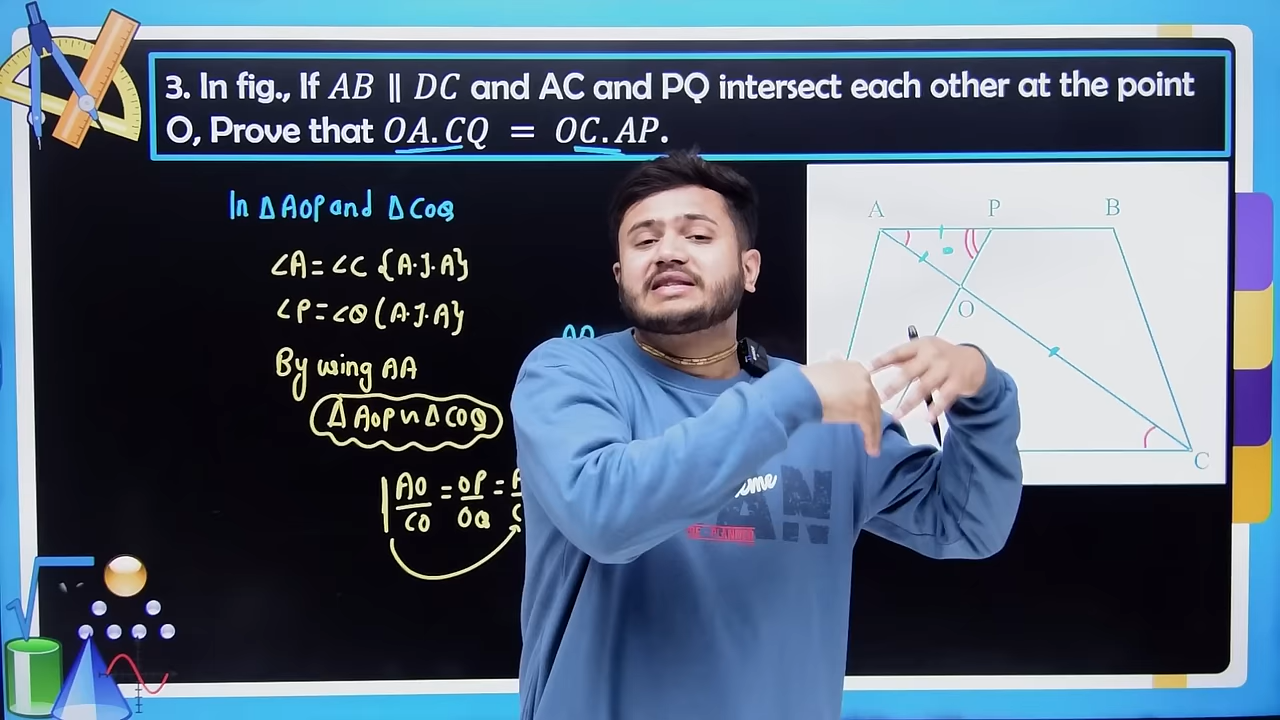 3. In fig., If AB ∥ DC and AC and PQ intersect each other at the point
O, Prove that OA.CQ = OC.AP.
In ΔAOP and ΔCOQ
∠A = ∠C {A.I.A}
∠P = ∠Q (A.I.A}
By using AA
ΔAOP ~ ΔCOQ
AO/CO = OP/OQ =
A P B
O
C